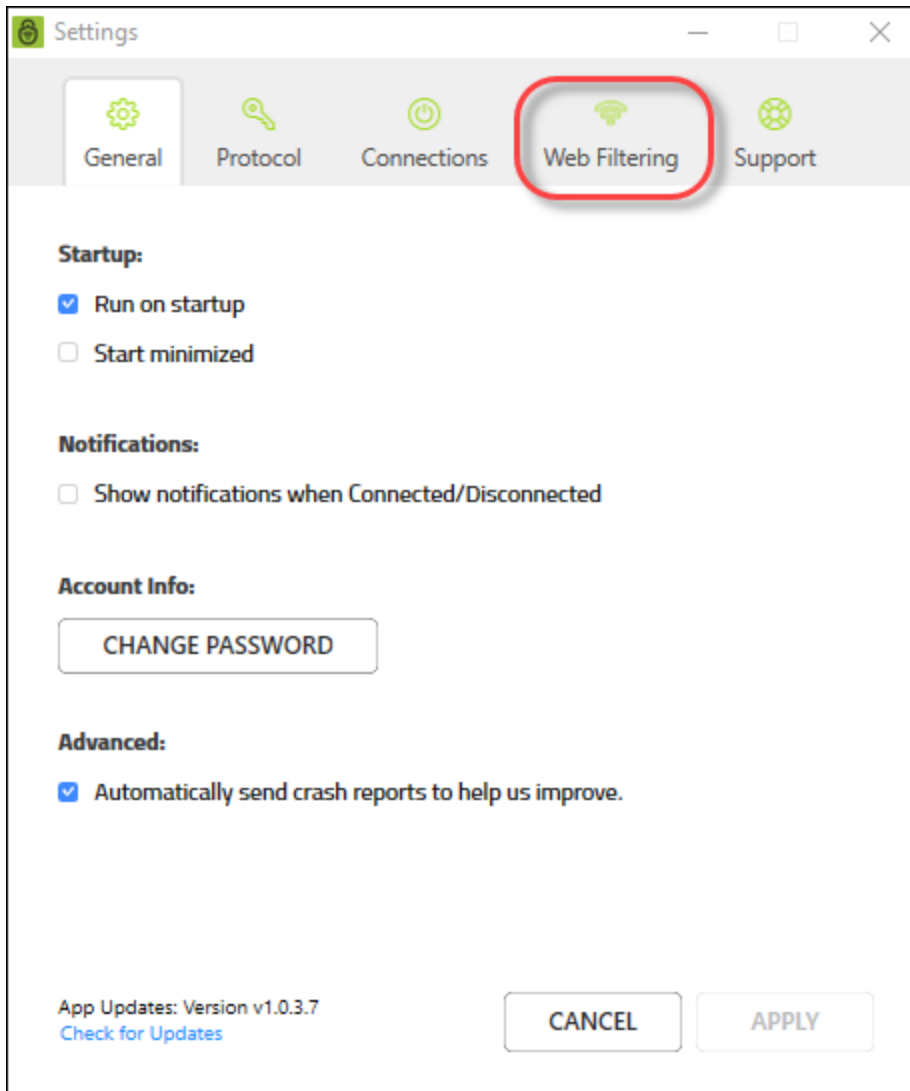 Settings
General Protocol Connections Web Filtering Support
Startup:
Run on startup
Start minimized
Notifications:
Show notifications when Connected/Disconnected
Account Info:
CHANGE PASSWORD
Advanced:
Automatically send crash reports to help us improve.
App Updates: Version v1.0.3.7
Check for Updates
CANCEL APPLY